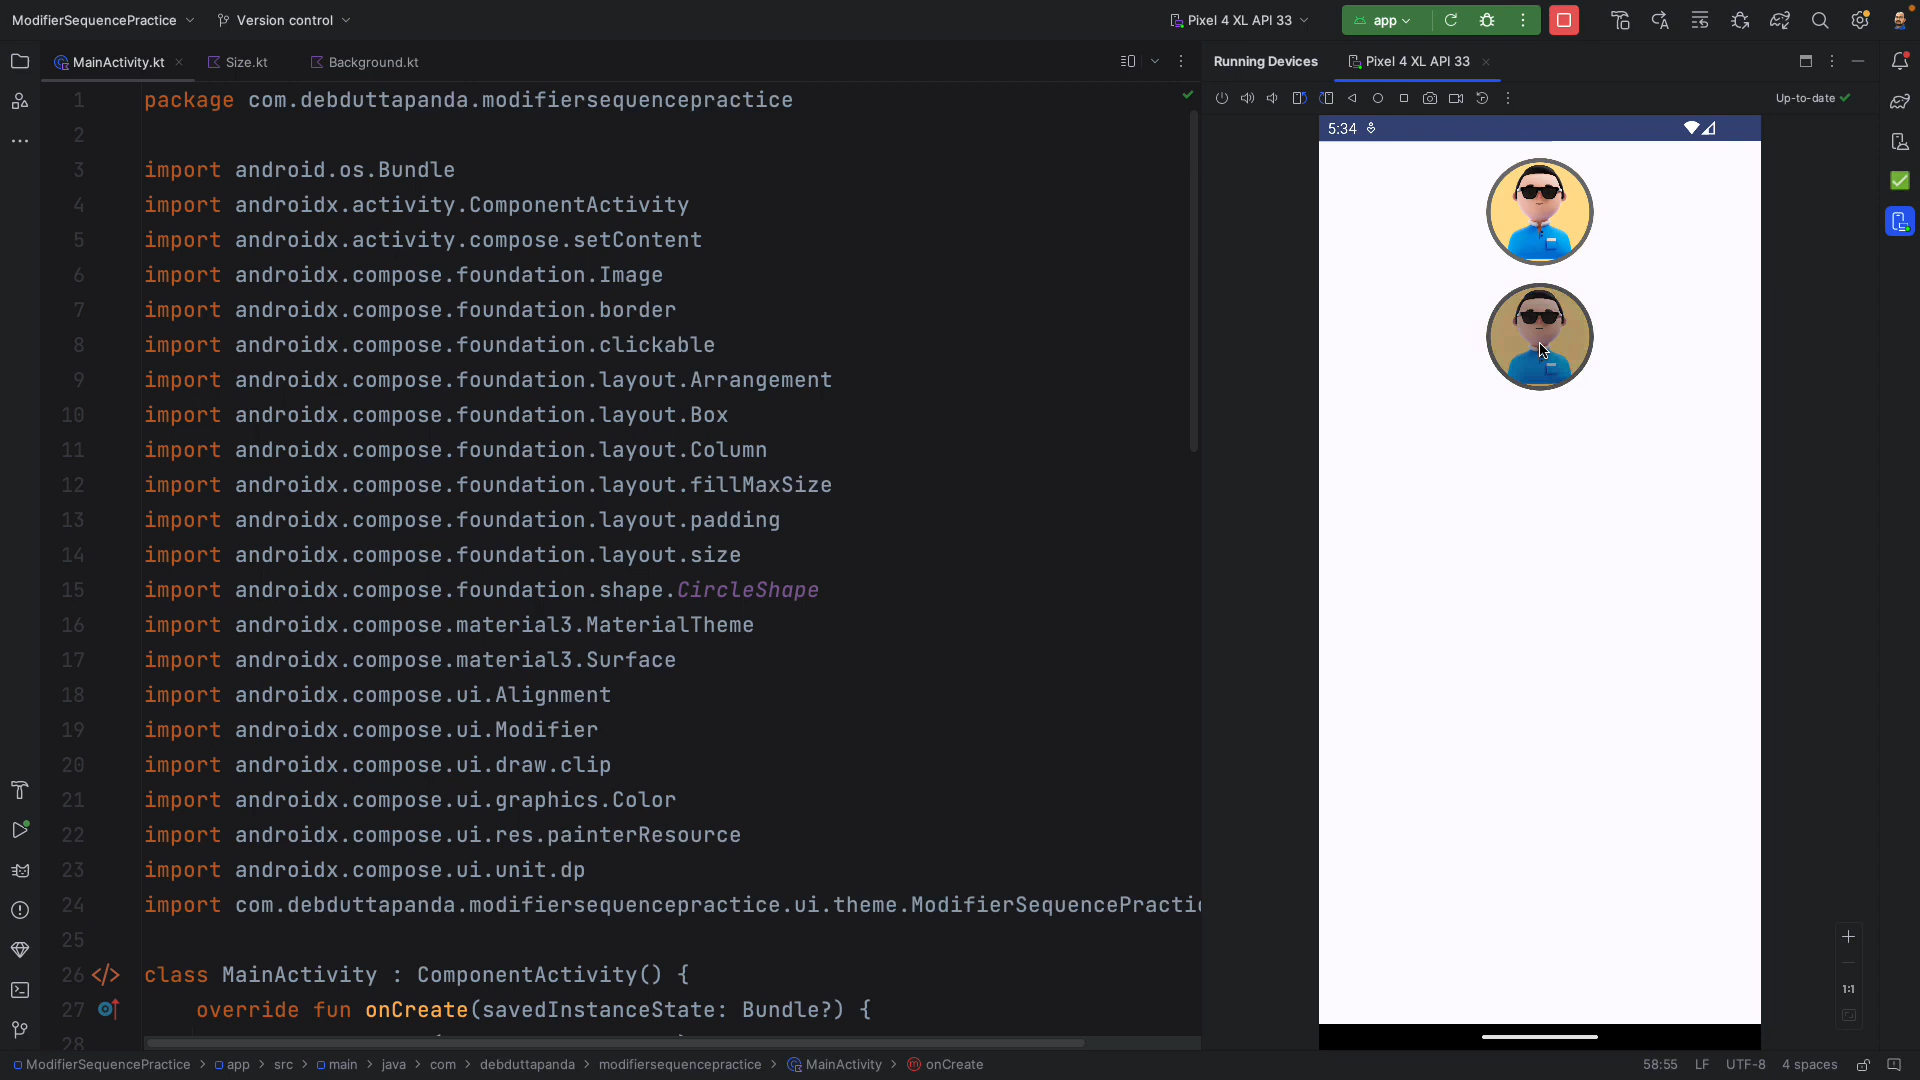 ModifierSequencePractice Version control Pixel 4 XL API 33 app
MainActivity.kt Size.kt Background.kt Running Devices Pixel 4 XL API 33
Up-to-date
1 package com.debduttapanda.modifiersequencepractice
2
3 import android.os.Bundle
4 import androidx.activity.ComponentActivity
5 import androidx.activity.compose.setContent
6 import androidx.compose.foundation.Image
7 import androidx.compose.foundation.border
8 import androidx.compose.foundation.clickable
9 import androidx.compose.foundation.layout.Arrangement
10 import androidx.compose.foundation.layout.Box
11 import androidx.compose.foundation.layout.Column
12 import androidx.compose.foundation.layout.fillMaxSize
13 import androidx.compose.foundation.layout.padding
14 import androidx.compose.foundation.layout.size
15 import androidx.compose.foundation.shape.CircleShape
16 import androidx.compose.material3.MaterialTheme
17 import androidx.compose.material3.Surface
18 import androidx.compose.ui.Alignment
19 import androidx.compose.ui.Modifier
20 import androidx.compose.ui.draw.clip
21 import androidx.compose.ui.graphics.Color
22 import androidx.compose.ui.res.painterResource
23 import androidx.compose.ui.unit.dp
24 import com.debduttapanda.modifiersequencepractice.ui.theme.ModifierSequencePractic
25
26 class MainActivity : ComponentActivity() {
27 override fun onCreate(savedInstanceState: Bundle?) {
28
5:34
1:1
ModifierSequencePractice > app > src > main > java > com > debduttapanda > modifiersequencepractice > MainActivity > onCreate 58:55 LF UTF-8 4 spaces